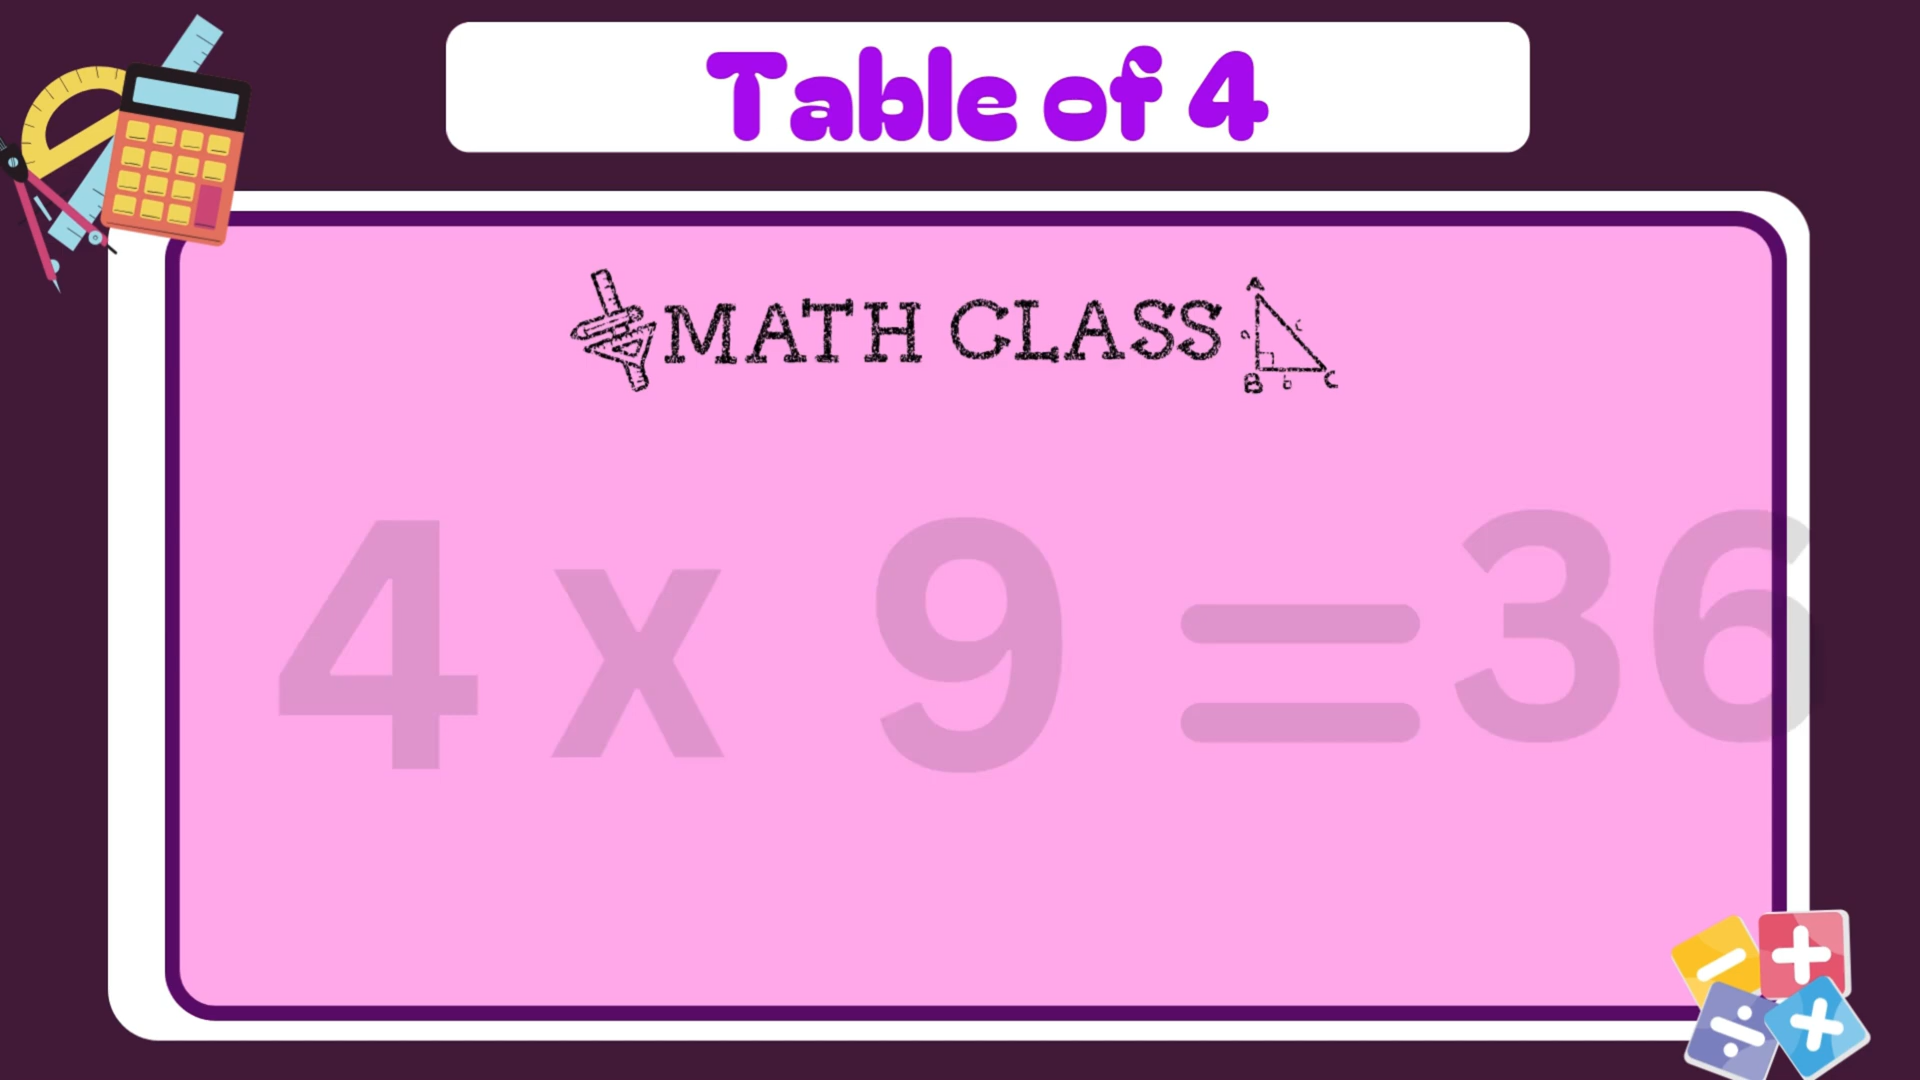 Table of 4
MATH CLASS
A
a c
B b C
4 x 9 = 36